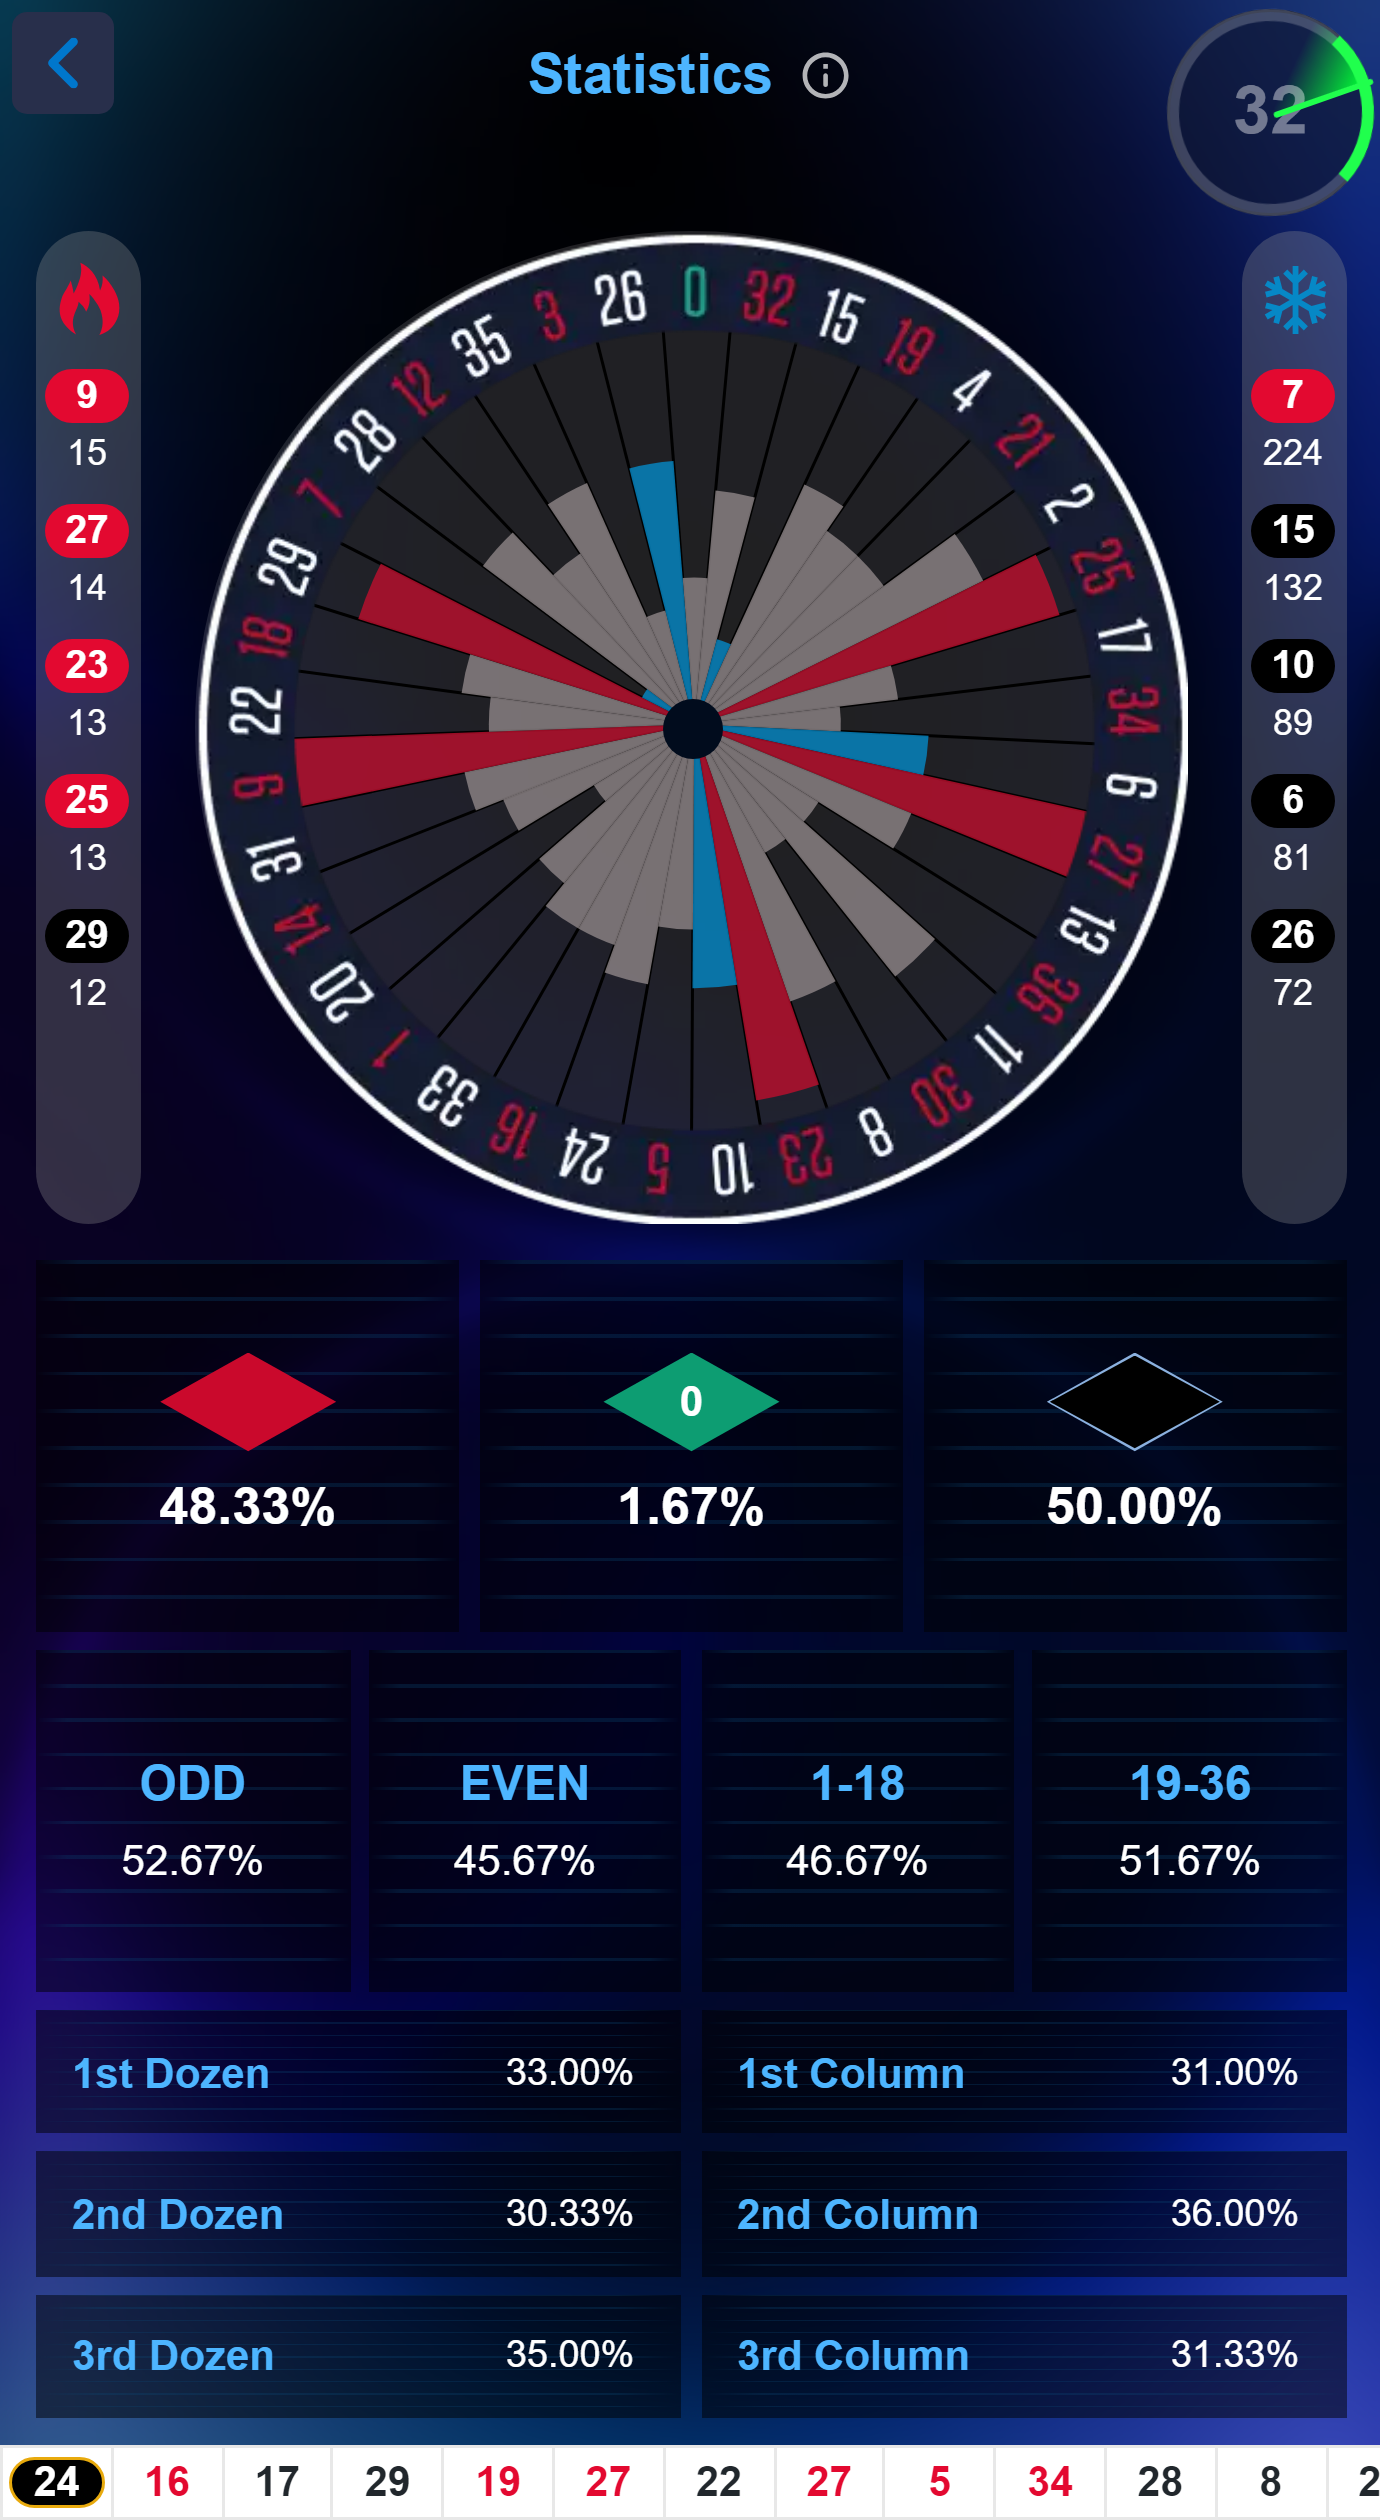 Statistics
32
9
15
27
14
23
13
25
13
29
12
0 32 15 19 4 21 2 25 17 34 6 27 13 36 11 30 8 23 10 5 24 16 33 1 20 14 31 9 22 18 29 7 28 12 35 3 26
7
224
15
132
10
89
6
81
26
72
0
48.33% 1.67% 50.00%
ODD EVEN 1-18 19-36
52.67% 45.67% 46.67% 51.67%
1st Dozen 33.00% 1st Column 31.00%
2nd Dozen 30.33% 2nd Column 36.00%
3rd Dozen 35.00% 3rd Column 31.33%
24 16 17 29 19 27 22 27 5 34 28 8